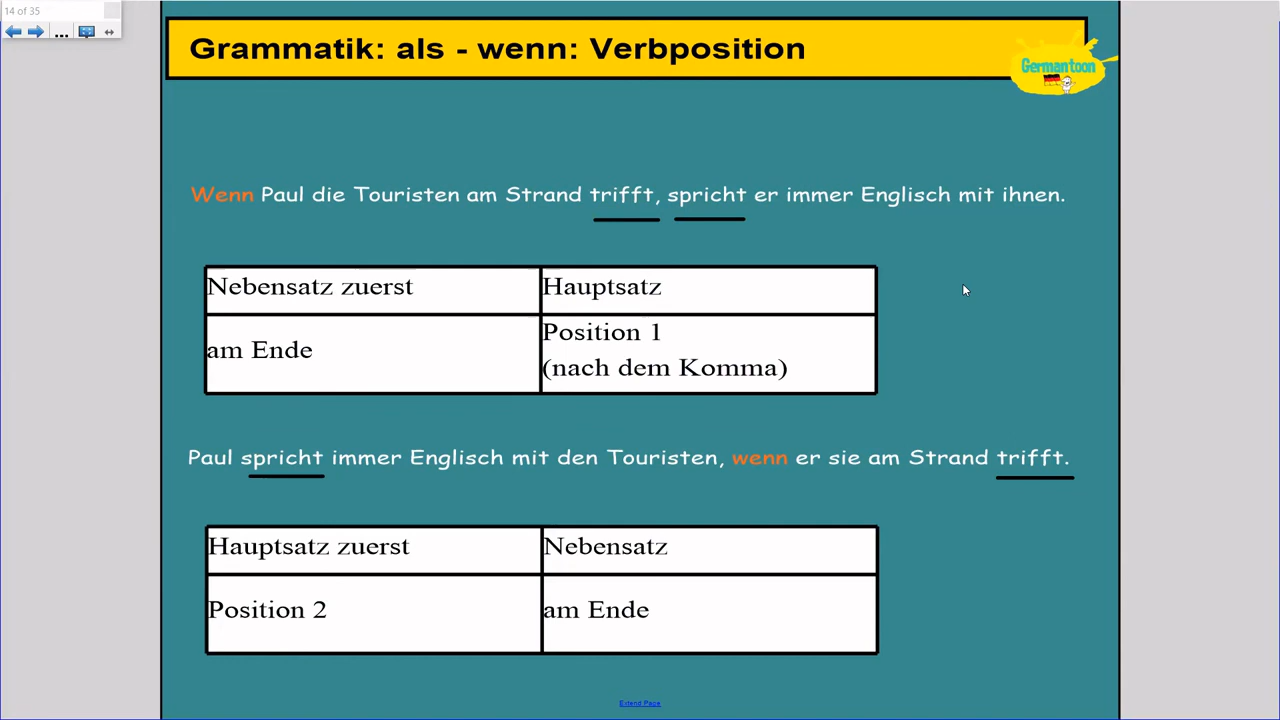 14 of 35
...
Grammatik: als - wenn: Verbposition
Germantoon
Wenn Paul die Touristen am Strand trifft, spricht er immer Englisch mit ihnen.
Nebensatz zuerst
Hauptsatz
am Ende
Position 1
(nach dem Komma)
Paul spricht immer Englisch mit den Touristen, wenn er sie am Strand trifft.
Hauptsatz zuerst
Nebensatz
Position 2
am Ende
Extend Page